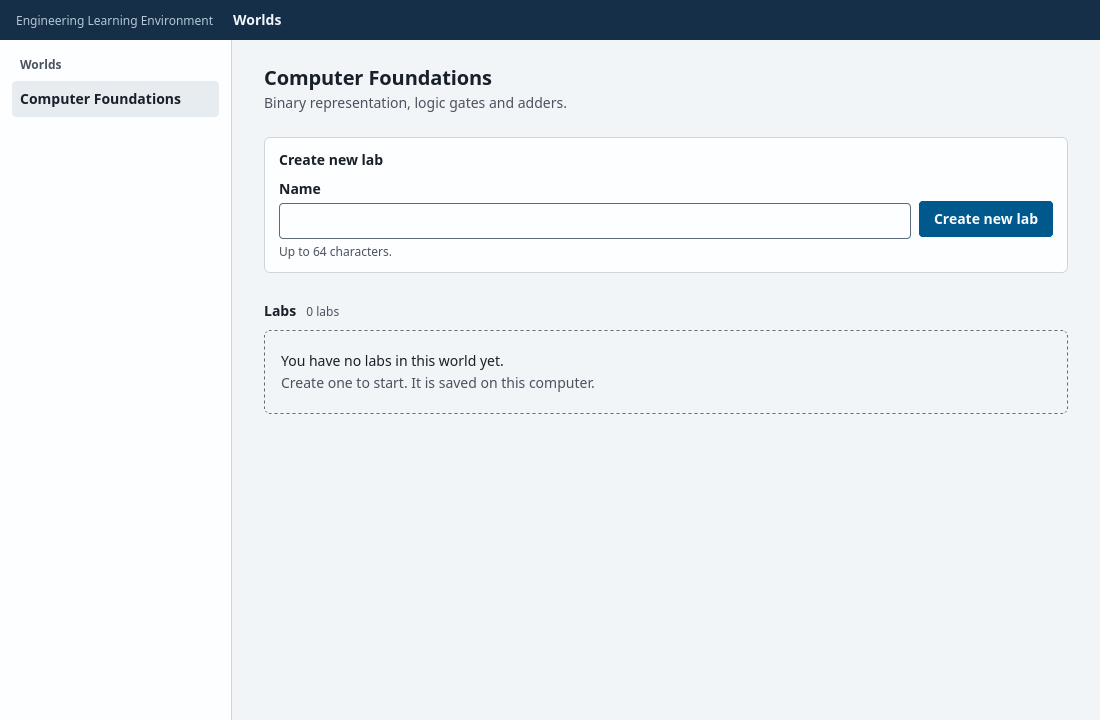 Engineering Learning Environment Worlds
Worlds
Computer Foundations
Computer Foundations
Binary representation, logic gates and adders.
Create new lab
Name
Create new lab
Up to 64 characters.
Labs 0 labs
You have no labs in this world yet.
Create one to start. It is saved on this computer.